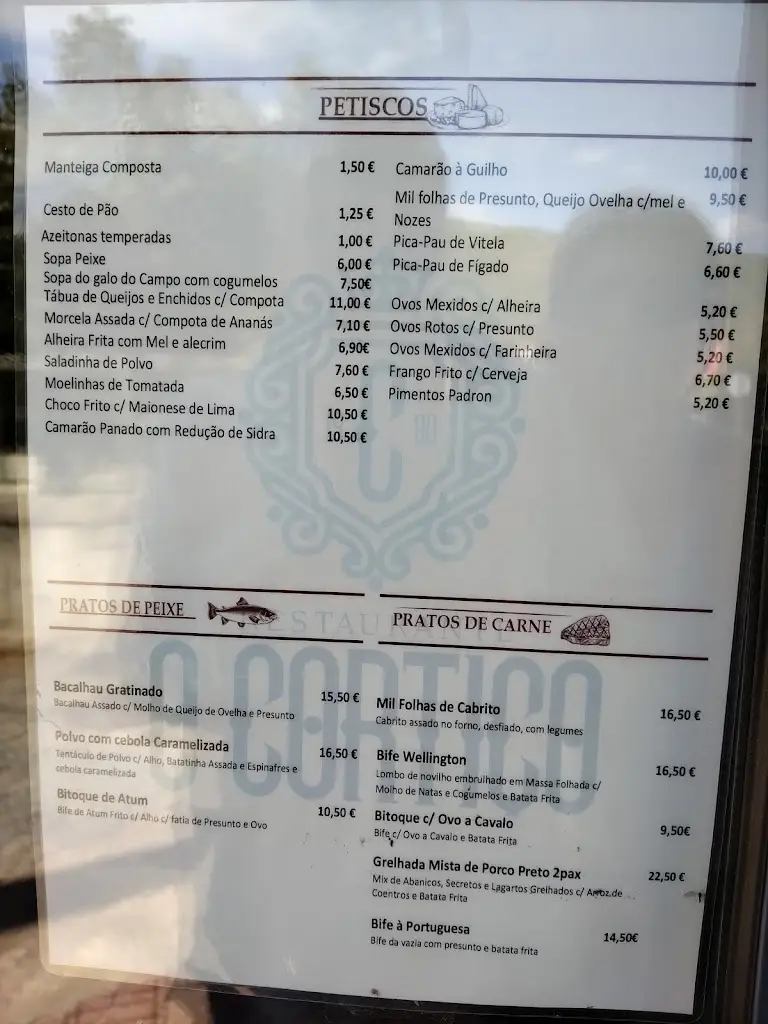 PETISCOS
Manteiga Composta 1,50 €
Cesto de Pão 1,25 €
Azeitonas temperadas 1,00 €
Sopa Peixe 6,00 €
Sopa do galo do Campo com cogumelos 7,50€
Tábua de Queijos e Enchidos c/ Compota 11,00 €
Morcela Assada c/ Compota de Ananás 7,10 €
Alheira Frita com Mel e alecrim 6,90€
Saladinha de Polvo 7,60 €
Moelinhas de Tomatada 6,50 €
Choco Frito c/ Maionese de Lima 10,50 €
Camarão Panado com Redução de Sidra 10,50 €
Camarão à Guilho 10,00 €
Mil folhas de Presunto, Queijo Ovelha c/mel e 9,50 €
Nozes
Pica-Pau de Vitela 7,60 €
Pica-Pau de Fígado 6,60 €
Ovos Mexidos c/ Alheira 5,20 €
Ovos Rotos c/ Presunto 5,50 €
Ovos Mexidos c/ Farinheira 5,20 €
Frango Frito c/ Cerveja 6,70 €
Pimentos Padron 5,20 €
RESTAURANTE
O CORTIÇO
PRATOS DE PEIXE
Bacalhau Gratinado 15,50 €
Bacalhau Assado c/ Molho de Queijo de Ovelha e Presunto
Polvo com cebola Caramelizada 16,50 €
Tentáculo de Polvo c/ Alho, Batatinha Assada e Espinafres e
cebola caramelizada
Bitoque de Atum 10,50 €
Bife de Atum Frito c/ Alho c/ fatia de Presunto e Ovo
PRATOS DE CARNE
Mil Folhas de Cabrito 16,50 €
Cabrito assado no forno, desfiado, com legumes
Bife Wellington 16,50 €
Lombo de novilho embrulhado em Massa Folhada c/
Molho de Natas e Cogumelos e Batata Frita
Bitoque c/ Ovo a Cavalo 9,50€
Bife c/ Ovo a Cavalo e Batata Frita
Grelhada Mista de Porco Preto 2pax 22,50 €
Mix de Abanicos, Secretos e Lagartos Grelhados c/ Arroz de
Coentros e Batata Frita
Bife à Portuguesa 14,50€
Bife da vazia com presunto e batata frita